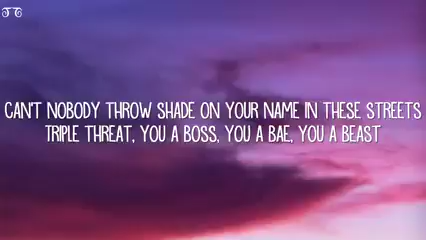 CAN'T NOBODY THROW SHADE ON YOUR NAME IN THESE STREETS
TRIPLE THREAT, YOU A BOSS, YOU A BAE, YOU A BEAST